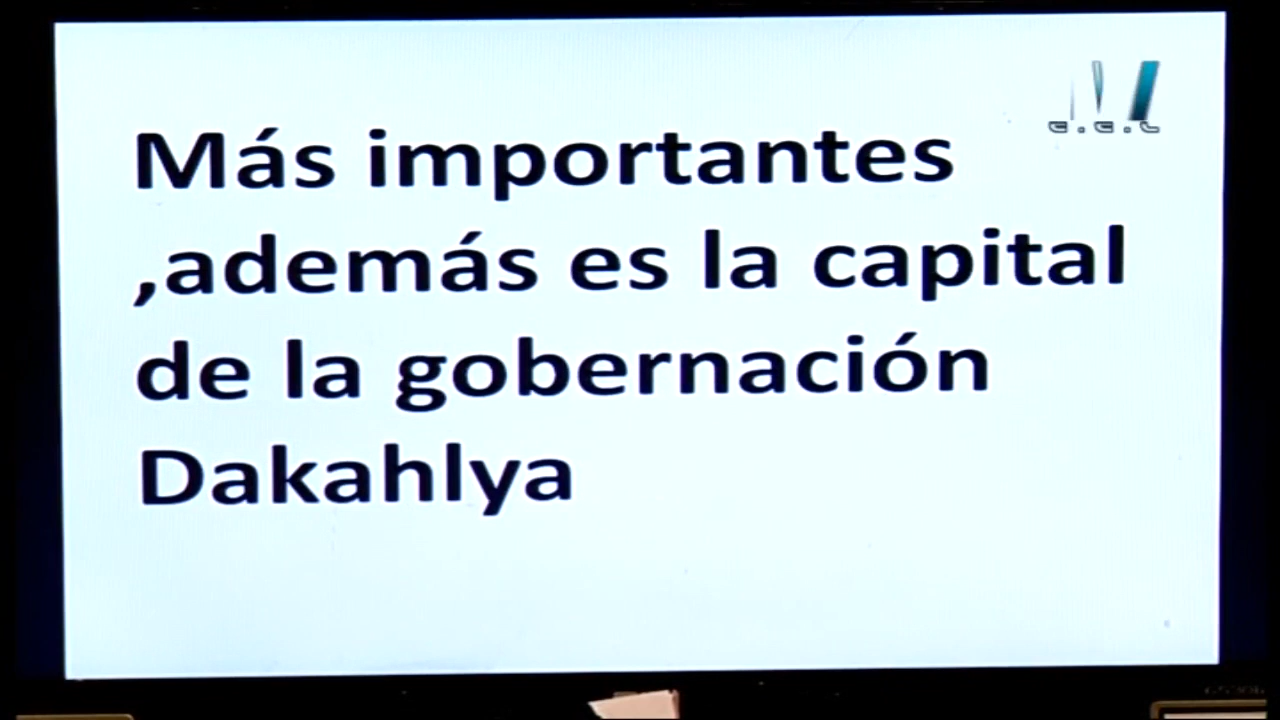 Más importantes
,además es la capital
de la gobernación
Dakahlya